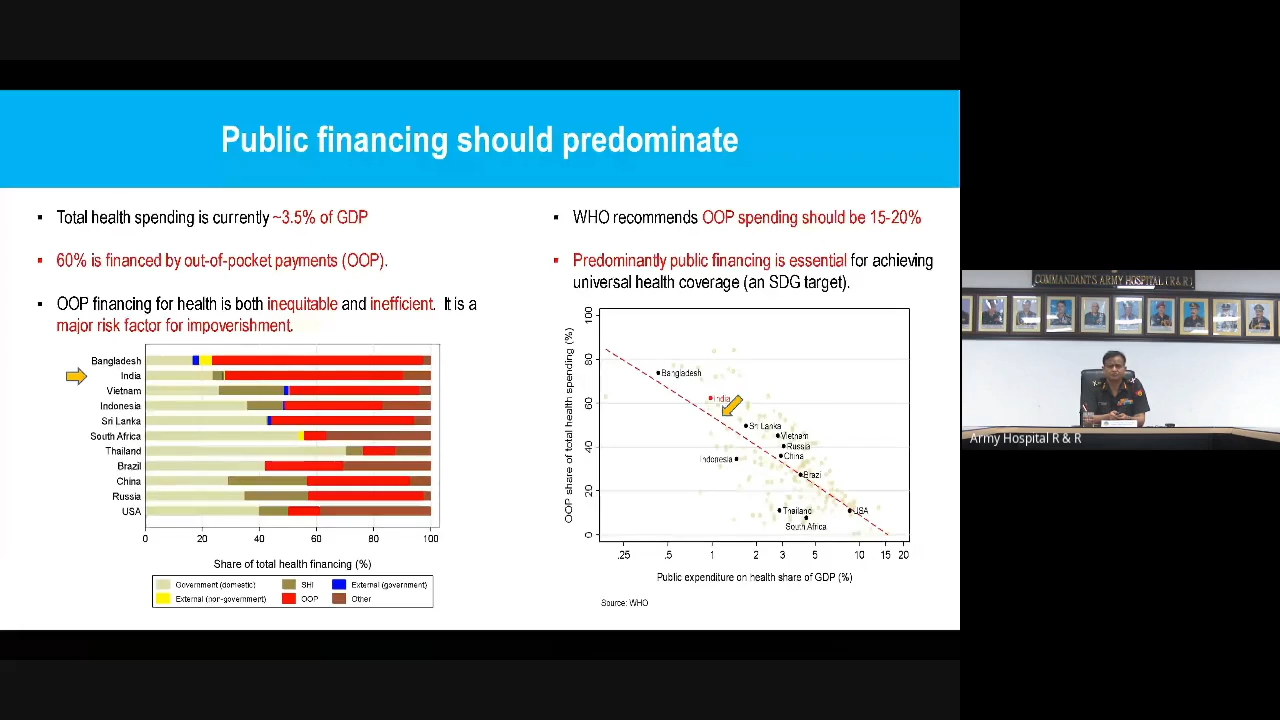 Public financing should predominate
Total health spending is currently ~3.5% of GDP
60% is financed by out-of-pocket payments (OOP).
OOP financing for health is both inequitable and inefficient. It is a
major risk factor for impoverishment.
Bangladesh
India
Vietnam
Indonesia
Sri Lanka
South Africa
Thailand
Brazil
China
Russia
USA
0 20 40 60 80 100
Share of total health financing (%)
Government (domestic) SHI External (government)
External (non-government) OOP Other
WHO recommends OOP spending should be 15-20%
Predominantly public financing is essential for achieving
universal health coverage (an SDG target).
OOP share of total health spending (%)
100
80
60
40
20
0
Bangladesh
India
Sri Lanka
Vietnam
Russia
China
Indonesia
Brazil
Thailand
USA
South Africa
.25 .5 1 2 3 5 10 15 20
Public expenditure on health share of GDP (%)
Source: WHO
COMMANDANTS ARMY HOSPITAL (R & R)
Army Hospital R & R